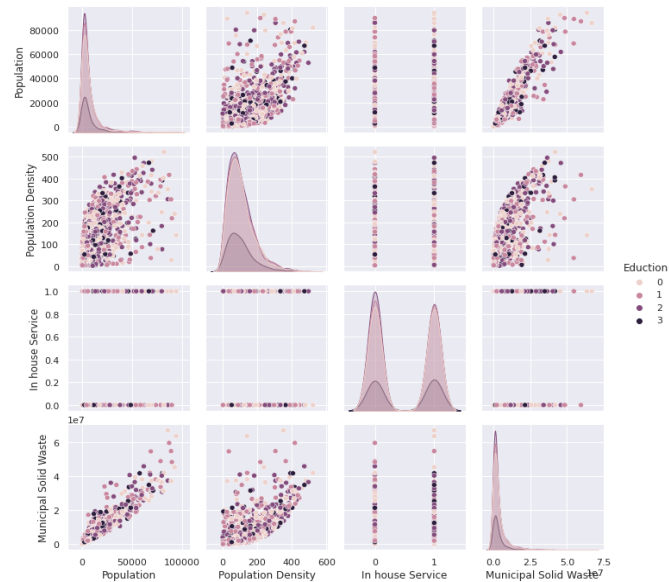 80000
60000
40000
20000
0
Population
500
400
300
200
100
0
Population Density
Eduction
0
1
2
3
1.0
0.8
0.6
0.4
0.2
0.0
In house Service
1e7
6
4
2
0
Municipal Solid Waste
0 50000 100000
Population
0 200 400 600
Population Density
0 1
In house Service
0.0 2.5 5.0 7.5
1e7
Municipal Solid Waste